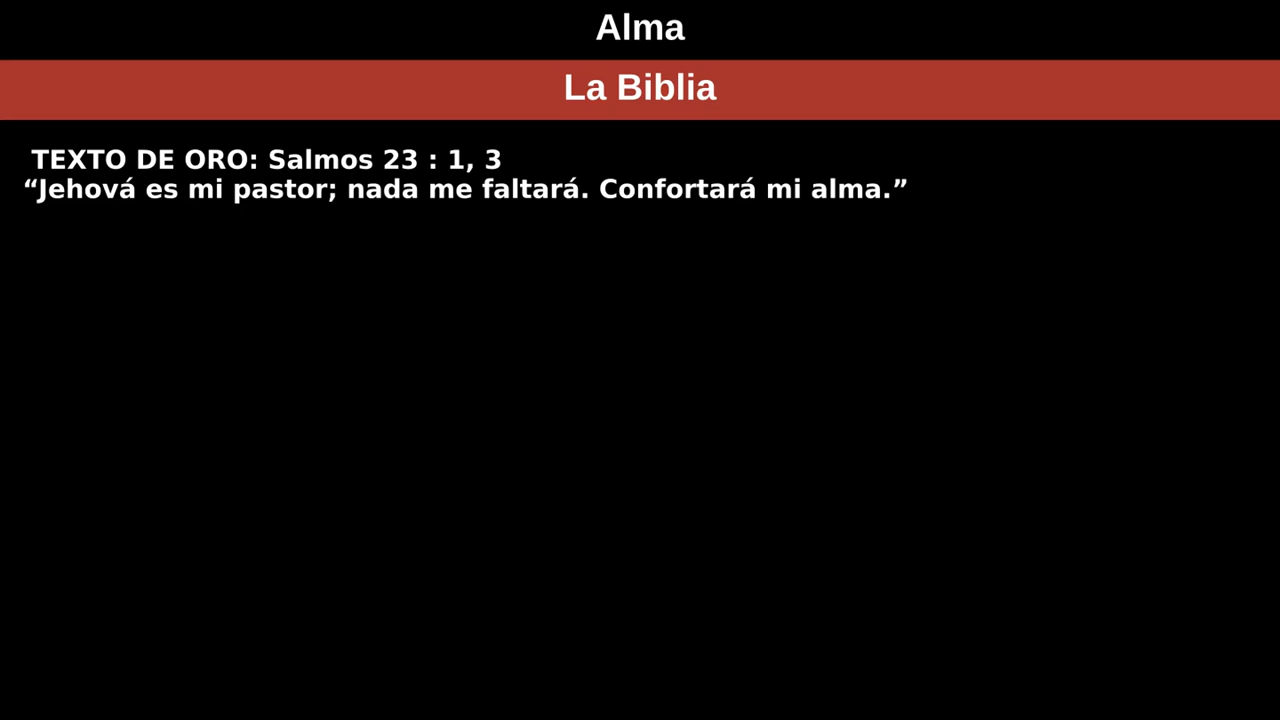 Alma
La Biblia
TEXTO DE ORO: Salmos 23 : 1, 3
“Jehová es mi pastor; nada me faltará. Confortará mi alma.”